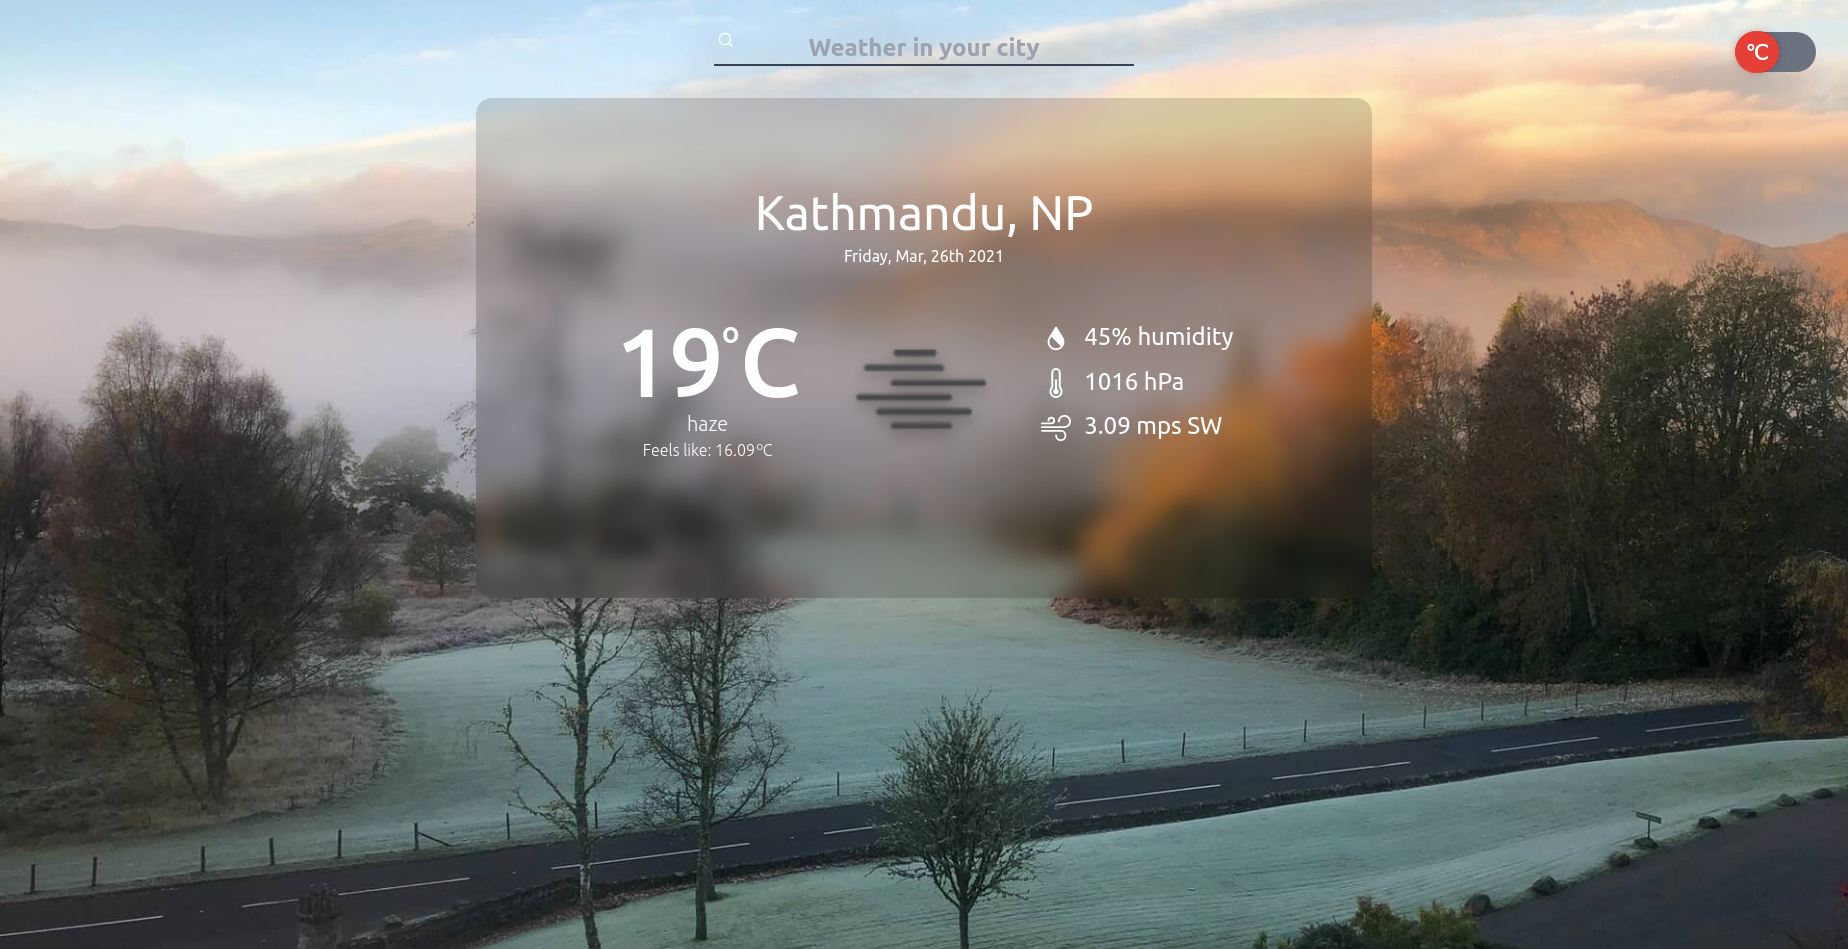 Weather in your city
°C
Kathmandu, NP
Friday, Mar, 26th 2021
19°C
haze
Feels like: 16.09°C
45% humidity
1016 hPa
3.09 mps SW